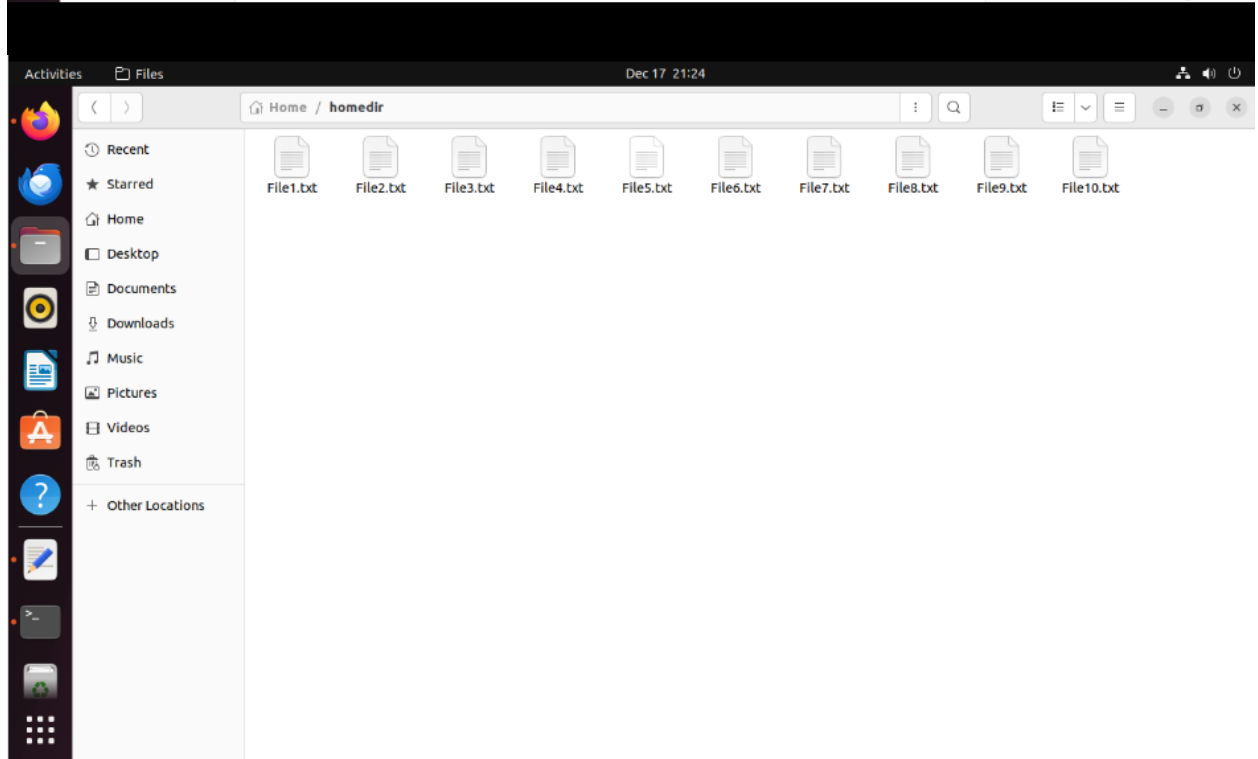 Activities Files Dec 17 21:24
Home / homedir
Recent
Starred
Home
Desktop
Documents
Downloads
Music
Pictures
Videos
Trash
+ Other Locations
File1.txt File2.txt File3.txt File4.txt File5.txt File6.txt File7.txt File8.txt File9.txt File10.txt